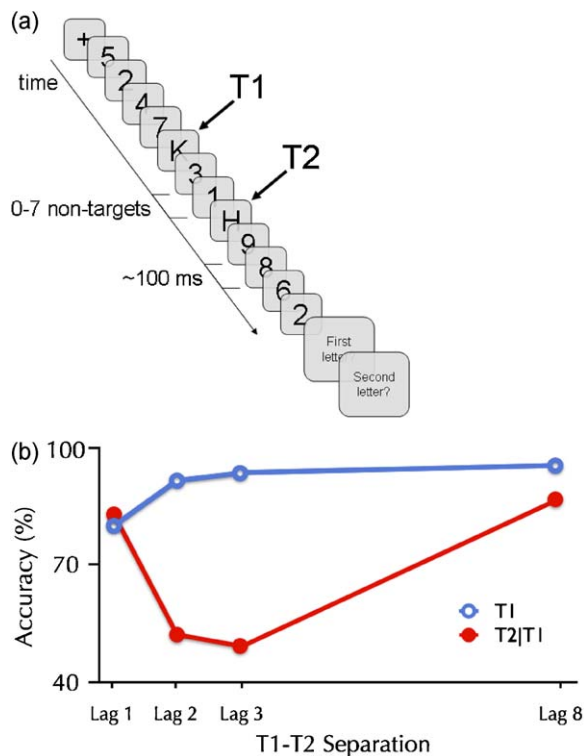 (a)
+
5
2
4
7
K
3
1
H
9
8
6
2
time
T1
T2
0-7 non-targets
~100 ms
First
letter?
Second
letter?
(b)
100
70
40
Accuracy (%)
T1
T2|T1
Lag 1 Lag 2 Lag 3 Lag 8
T1-T2 Separation